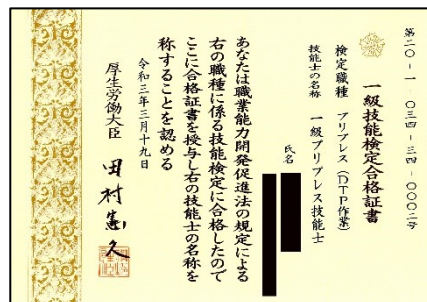 第二〇-一-〇三四-三四-〇〇〇二号
一級技能検定合格証書
検定職種 プリプレス(DTP作業)
技能士の名称 一級プリプレス技能士
氏名
あなたは職業能力開発促進法の規定による
右の職種に係る技能検定に合格したので
ここに合格証書を授与し右の技能士の名称を
称することを認める
令和三年三月十九日
厚生労働大臣 田村憲久